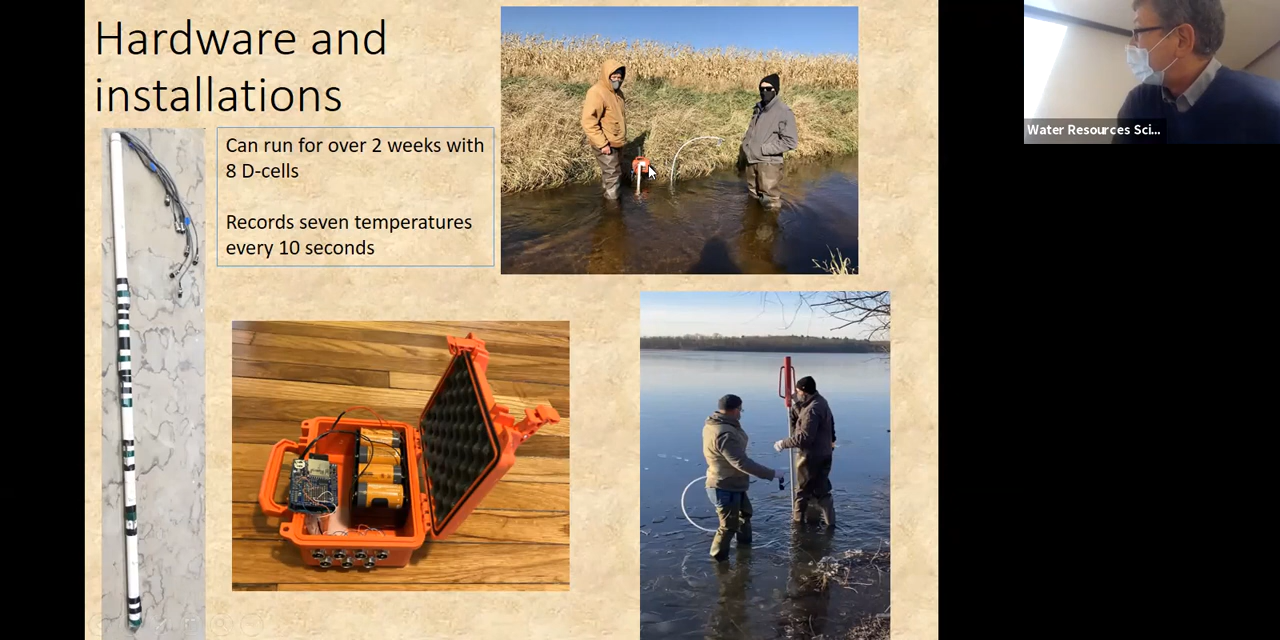 Hardware and
installations
Can run for over 2 weeks with
8 D-cells
Records seven temperatures
every 10 seconds
Water Resources Sci...